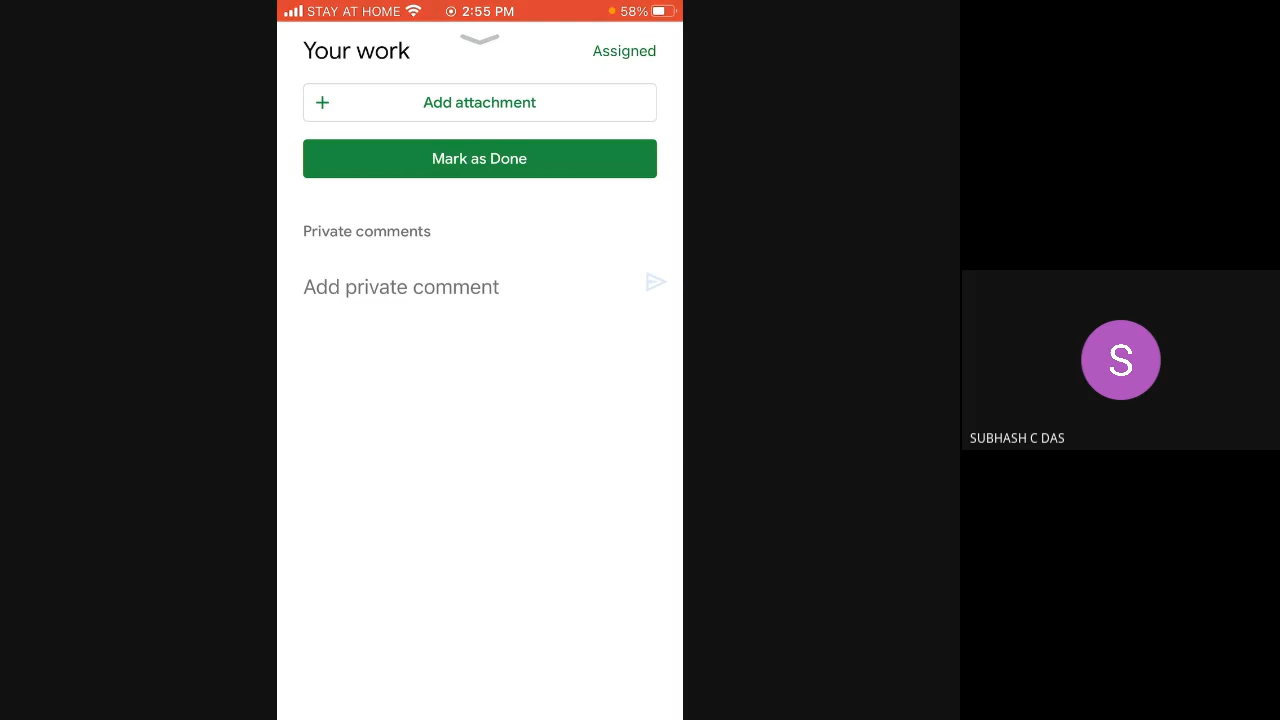 STAY AT HOME 2:55 PM 58%
Your work Assigned
+ Add attachment
Mark as Done
Private comments
Add private comment
S
SUBHASH C DAS